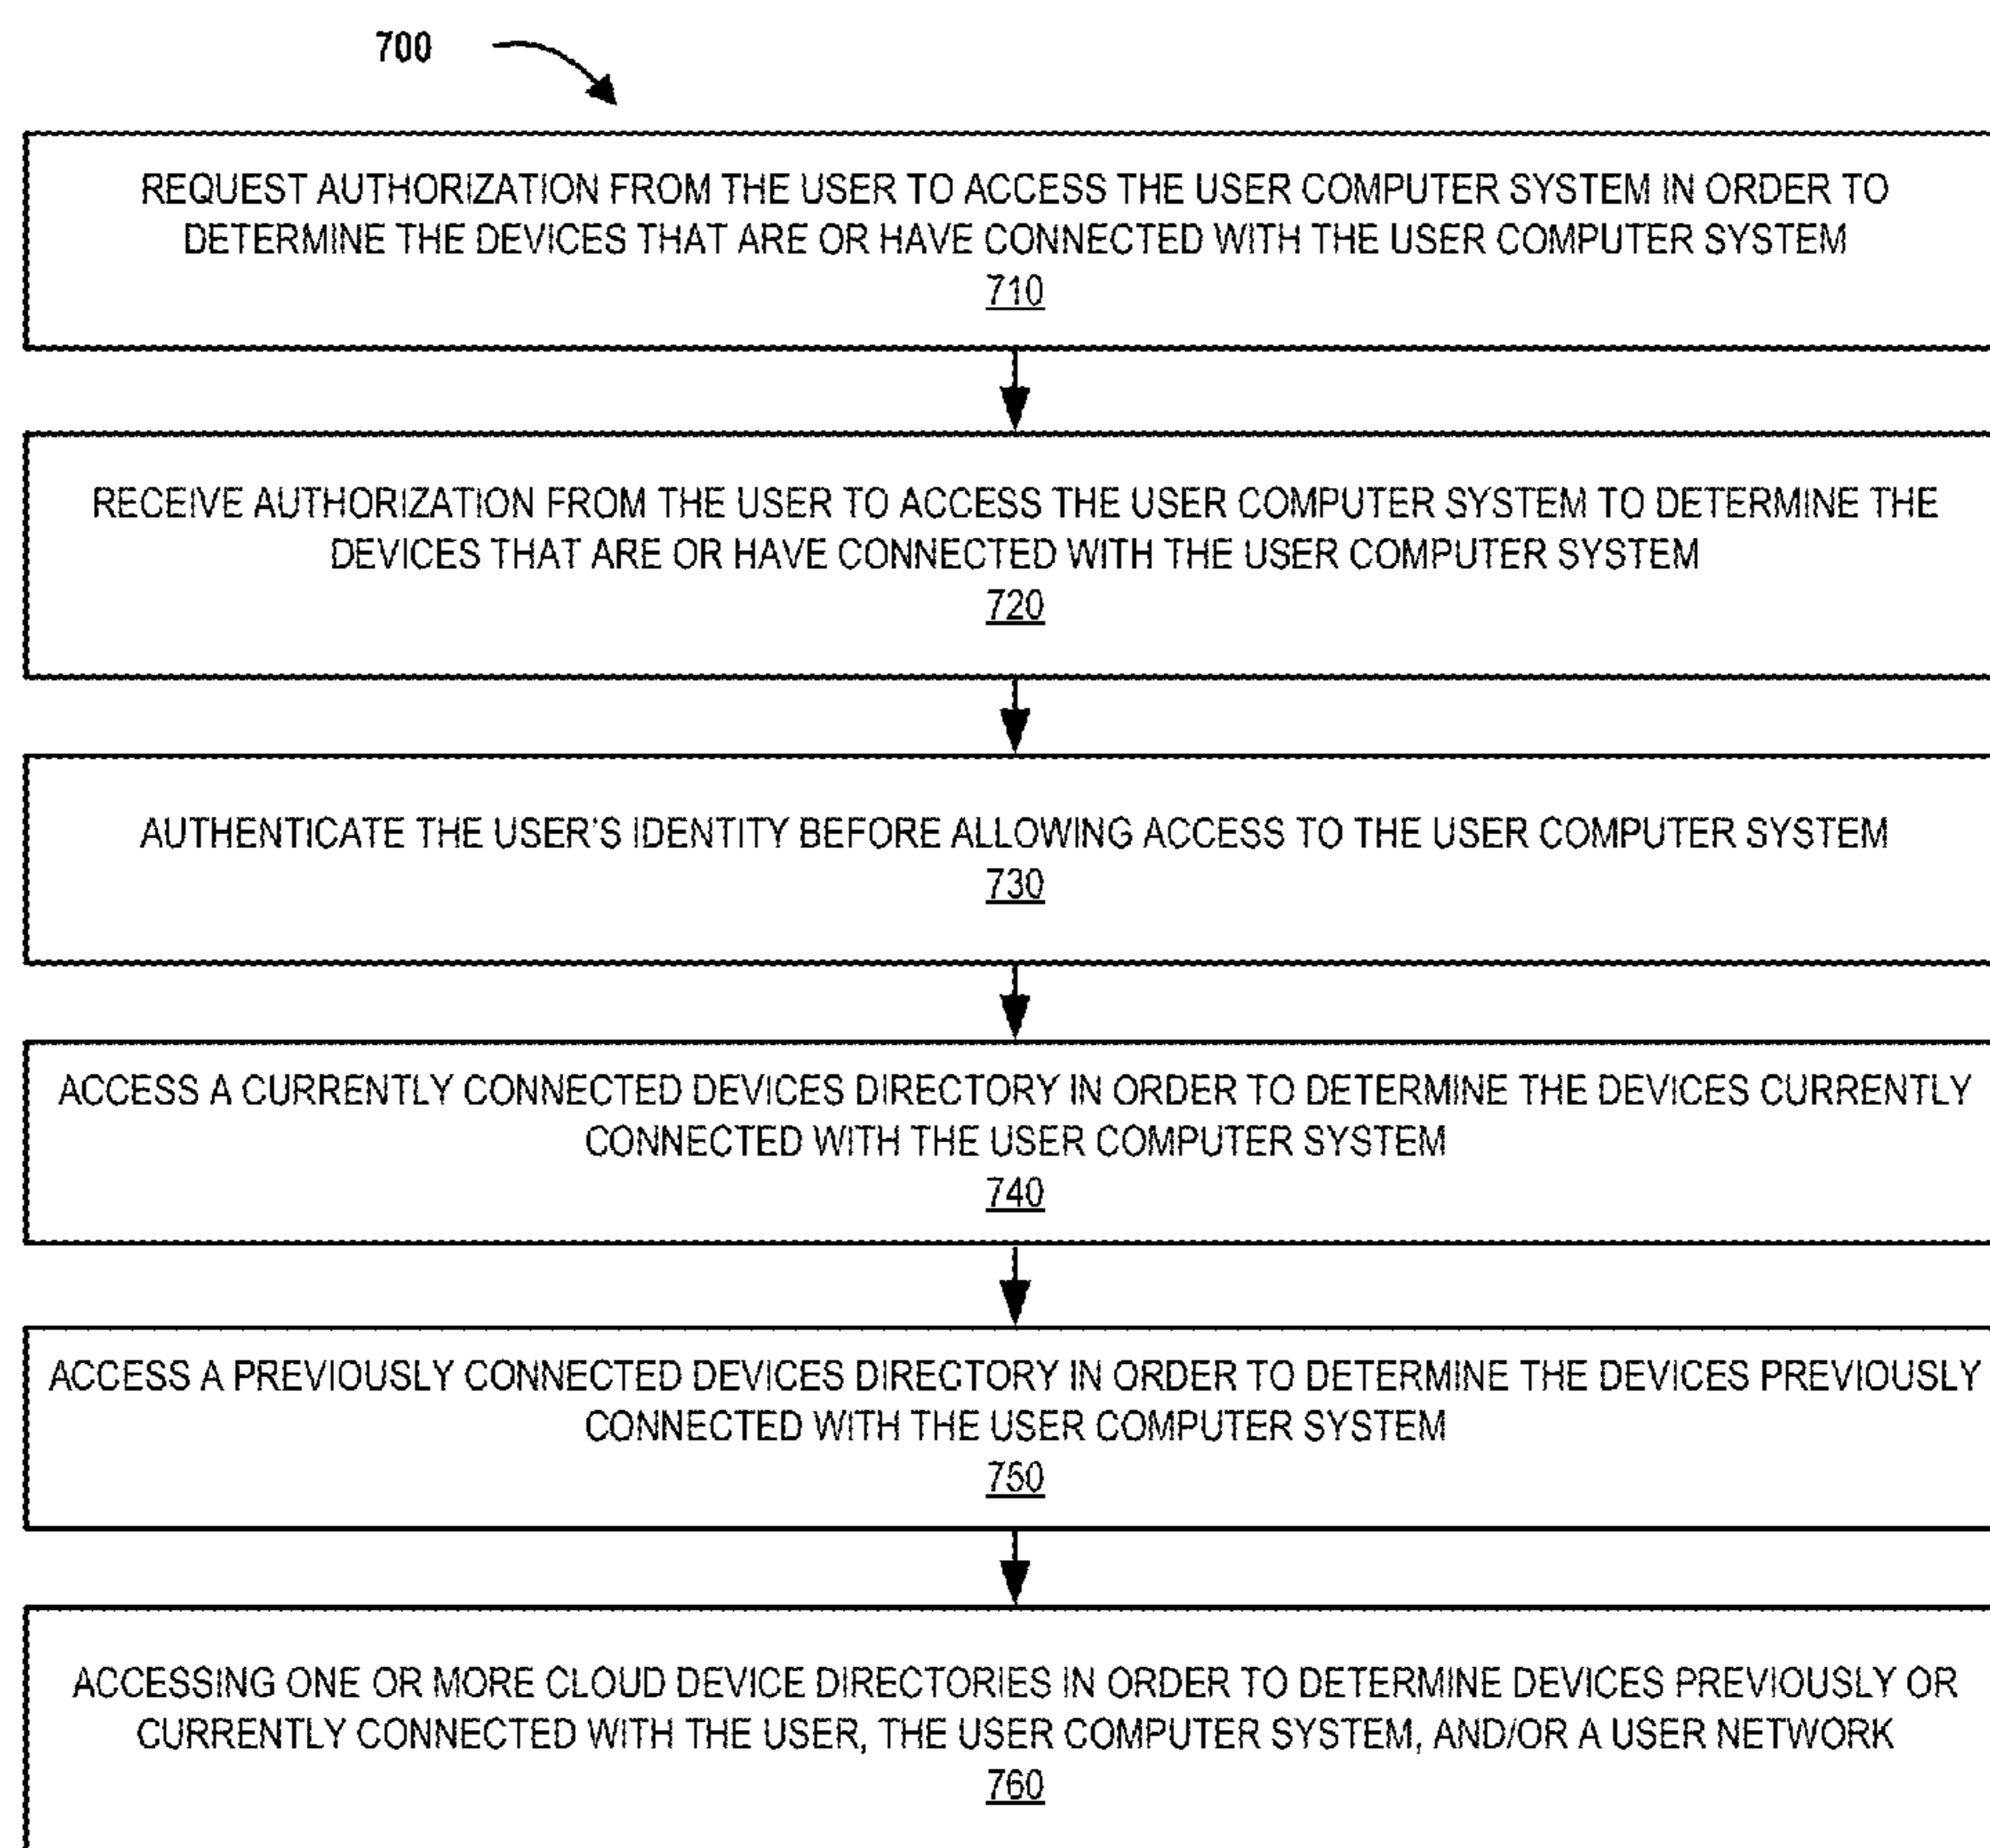 700
REQUEST AUTHORIZATION FROM THE USER TO ACCESS THE USER COMPUTER SYSTEM IN ORDER TO
DETERMINE THE DEVICES THAT ARE OR HAVE CONNECTED WITH THE USER COMPUTER SYSTEM
710
RECEIVE AUTHORIZATION FROM THE USER TO ACCESS THE USER COMPUTER SYSTEM TO DETERMINE THE
DEVICES THAT ARE OR HAVE CONNECTED WITH THE USER COMPUTER SYSTEM
720
AUTHENTICATE THE USER'S IDENTITY BEFORE ALLOWING ACCESS TO THE USER COMPUTER SYSTEM
730
ACCESS A CURRENTLY CONNECTED DEVICES DIRECTORY IN ORDER TO DETERMINE THE DEVICES CURRENTLY
CONNECTED WITH THE USER COMPUTER SYSTEM
740
ACCESS A PREVIOUSLY CONNECTED DEVICES DIRECTORY IN ORDER TO DETERMINE THE DEVICES PREVIOUSLY
CONNECTED WITH THE USER COMPUTER SYSTEM
750
ACCESSING ONE OR MORE CLOUD DEVICE DIRECTORIES IN ORDER TO DETERMINE DEVICES PREVIOUSLY OR
CURRENTLY CONNECTED WITH THE USER, THE USER COMPUTER SYSTEM, AND/OR A USER NETWORK
760